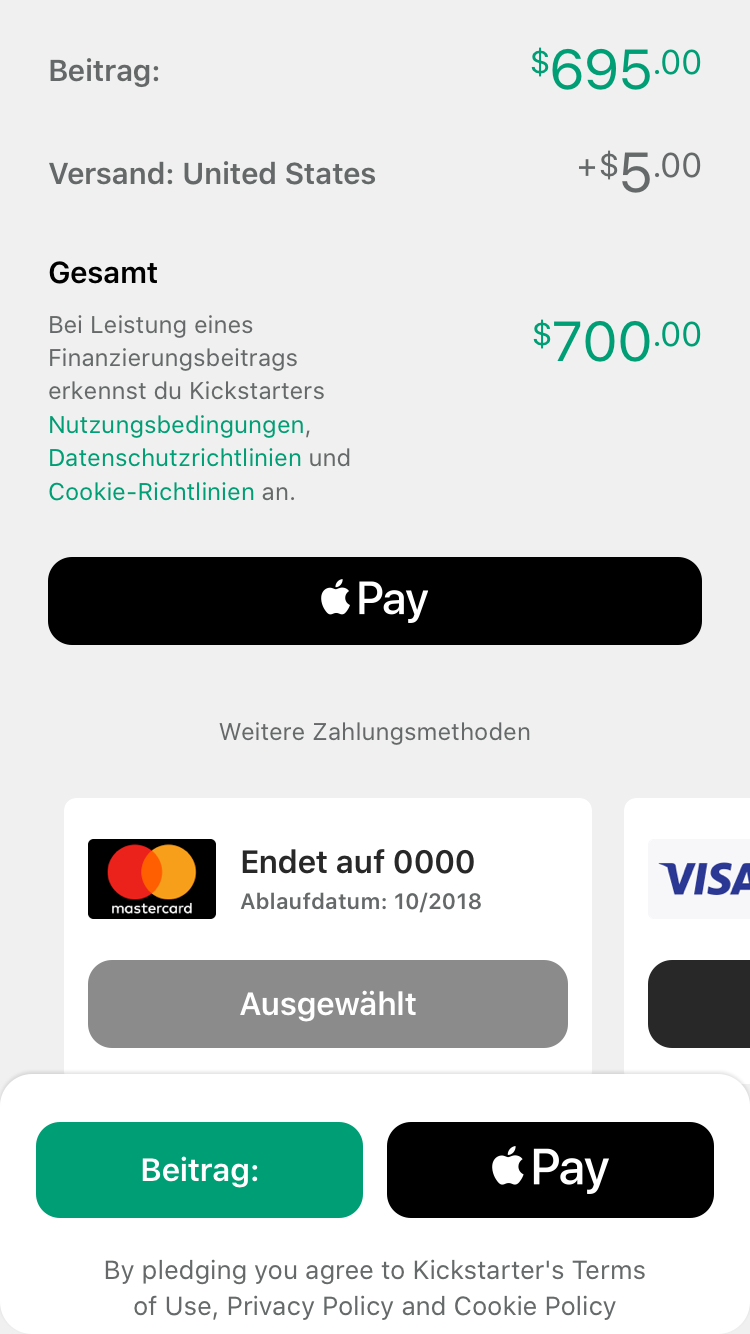 Beitrag: $695.00
Versand: United States +$5.00
Gesamt
Bei Leistung eines
Finanzierungsbeitrags
erkennst du Kickstarters
Nutzungsbedingungen,
Datenschutzrichtlinien und
Cookie-Richtlinien an.
$700.00
Pay
Weitere Zahlungsmethoden
mastercard
Endet auf 0000
Ablaufdatum: 10/2018
VISA
Ausgewählt
Beitrag:
Pay
By pledging you agree to Kickstarter's Terms
of Use, Privacy Policy and Cookie Policy